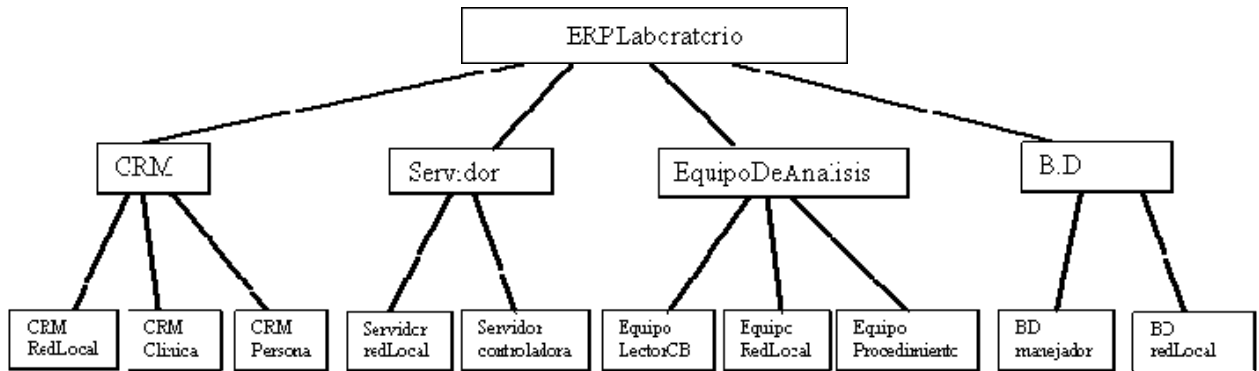 ERPLaboratorio
CRM
Servidor
EquipoDeAnalisis
BD
CRM
RedLocal
CRM
Clinica
CRM
Persona
Servidor
redLocal
Servidor
controladora
Equipo
LectorCB
Equipo
RedLocal
Equipo
Procedimiento
BD
manejador
BD
redLocal